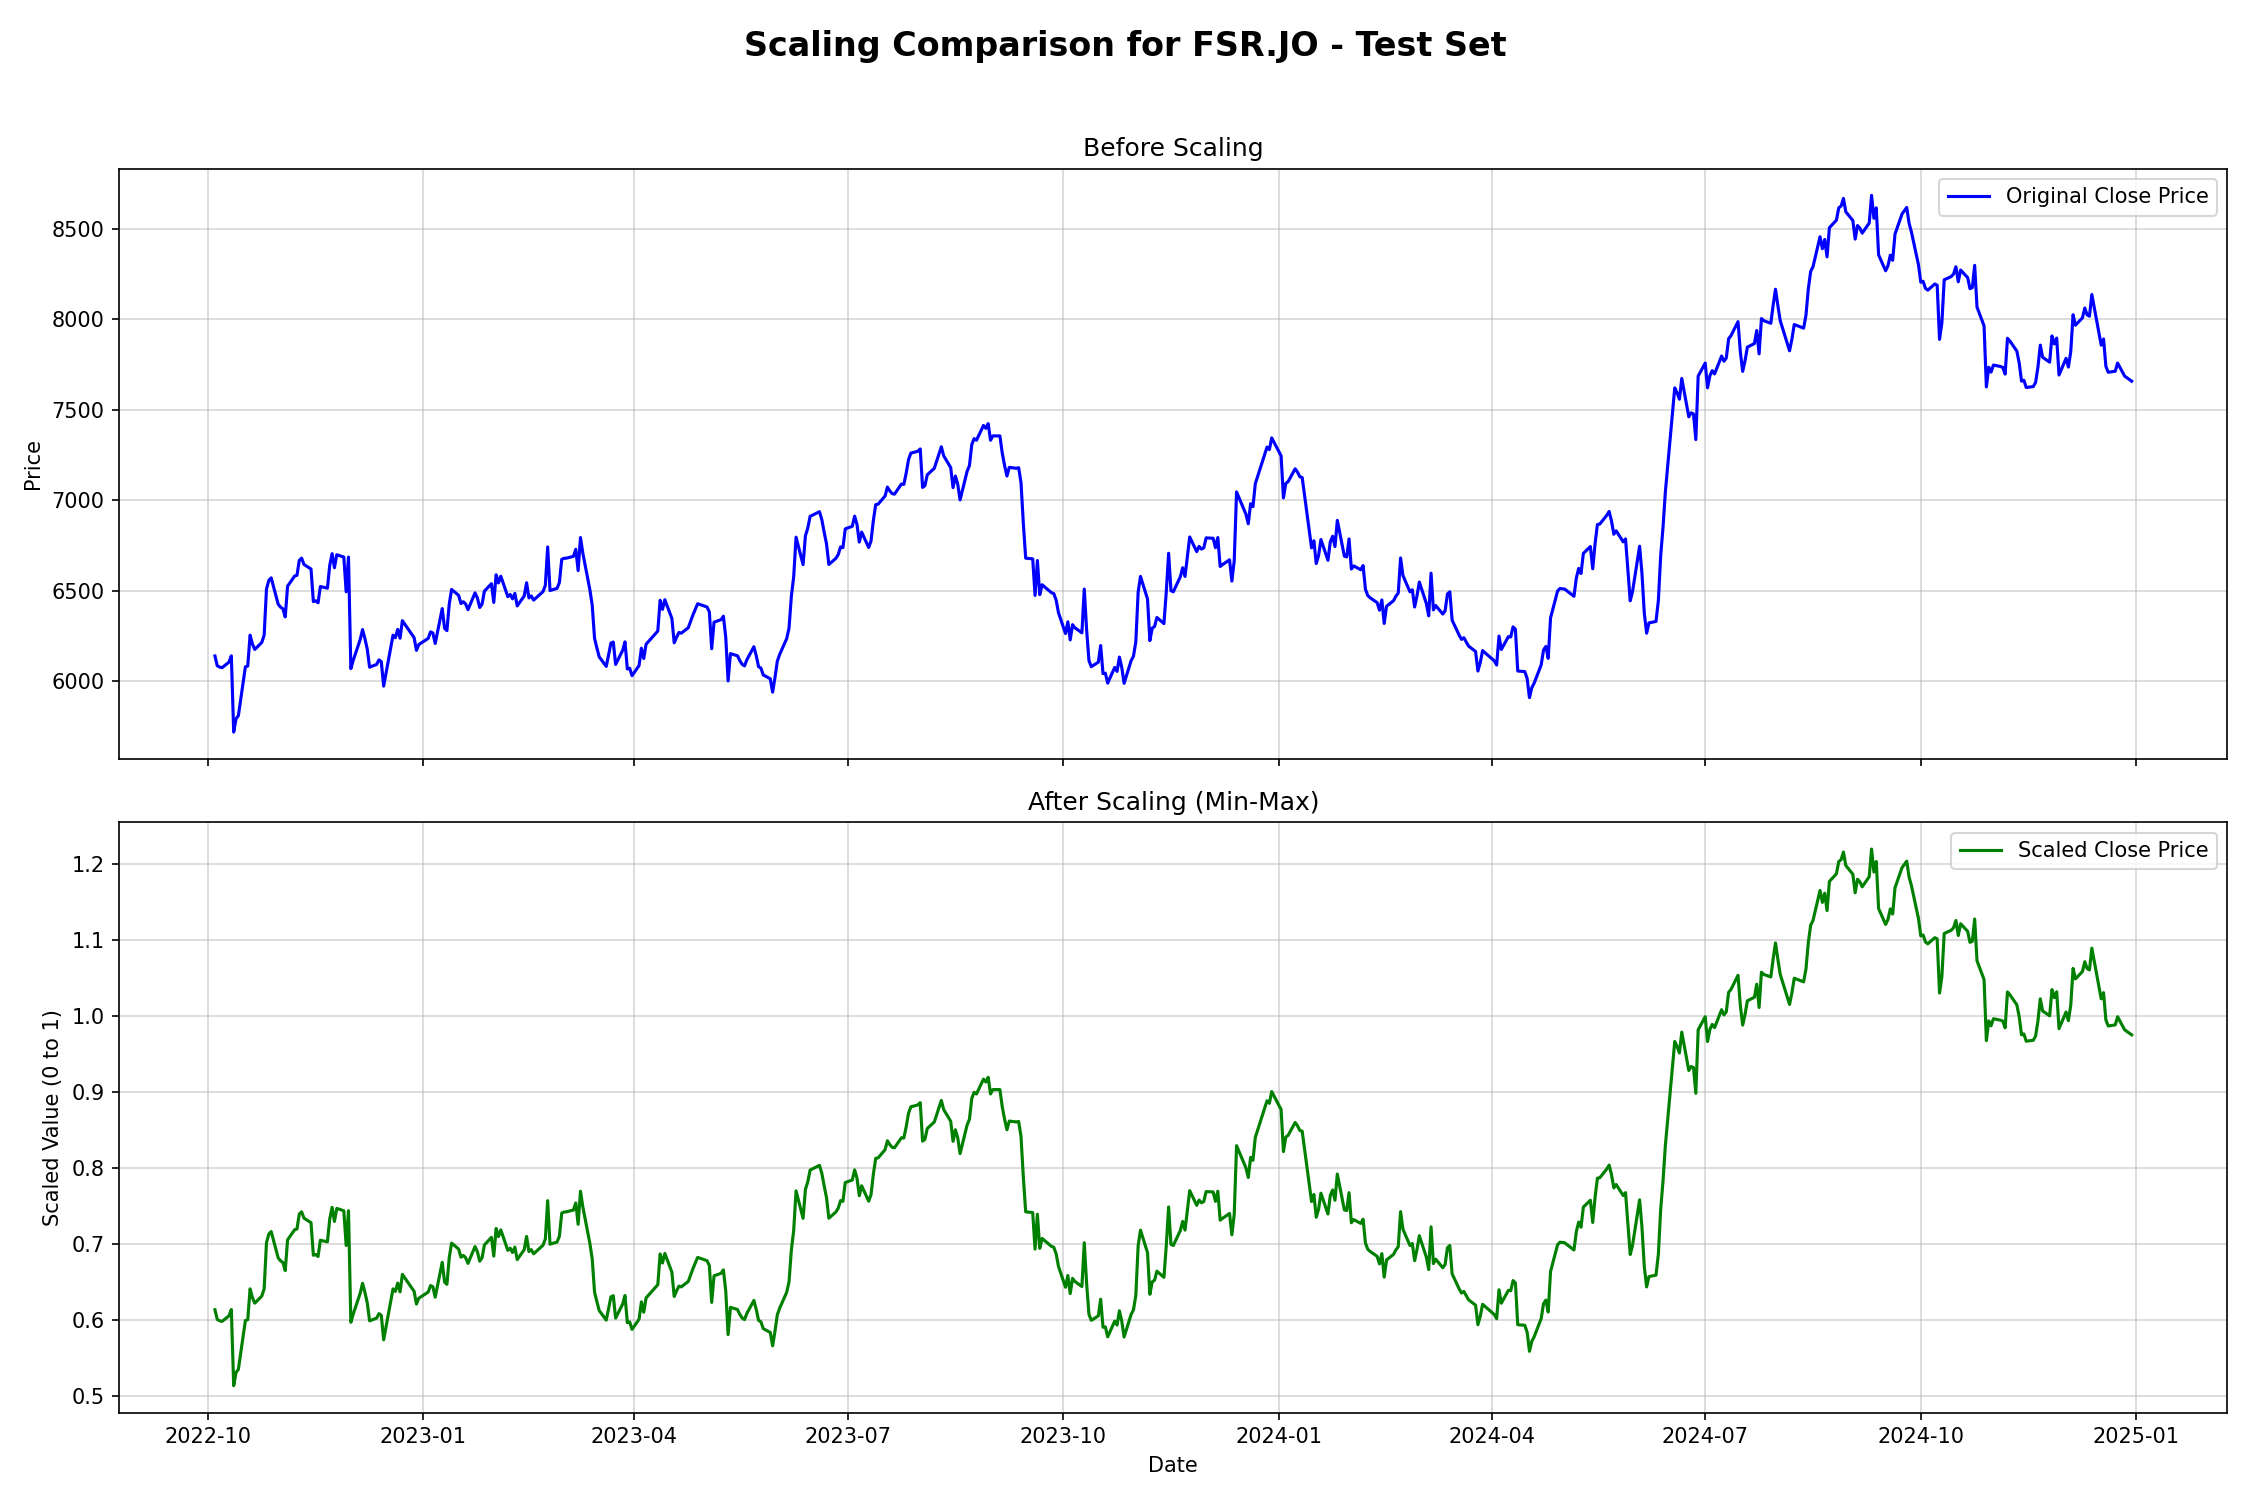 Scaling Comparison for FSR.JO - Test Set
Before Scaling
Original Close Price
8500
8000
7500
7000
6500
6000
Price
After Scaling (Min-Max)
Scaled Close Price
1.2
1.1
1.0
0.9
0.8
0.7
0.6
0.5
Scaled Value (0 to 1)
2022-10 2023-01 2023-04 2023-07 2023-10 2024-01 2024-04 2024-07 2024-10 2025-01
Date